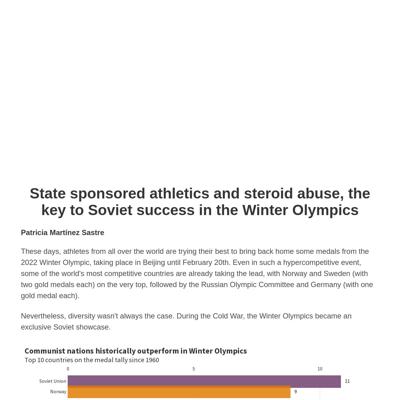 State sponsored athletics and steroid abuse, the
key to Soviet success in the Winter Olympics
Patricia Martínez Sastre
These days, athletes from all over the world are trying their best to bring back home some medals from the
2022 Winter Olympic, taking place in Beijing until February 20th. Even in such a hypercompetitive event,
some of the world's most competitive countries are already taking the lead, with Norway and Sweden (with
two gold medals each) on the very top, followed by the Russian Olympic Committee and Germany (with one
gold medal each).
Nevertheless, diversity wasn't always the case. During the Cold War, the Winter Olympics became an
exclusive Soviet showcase.
Communist nations historically outperform in Winter Olympics
Top 10 countries on the medal tally since 1960
0 5 10
Soviet Union 11
Norway 9